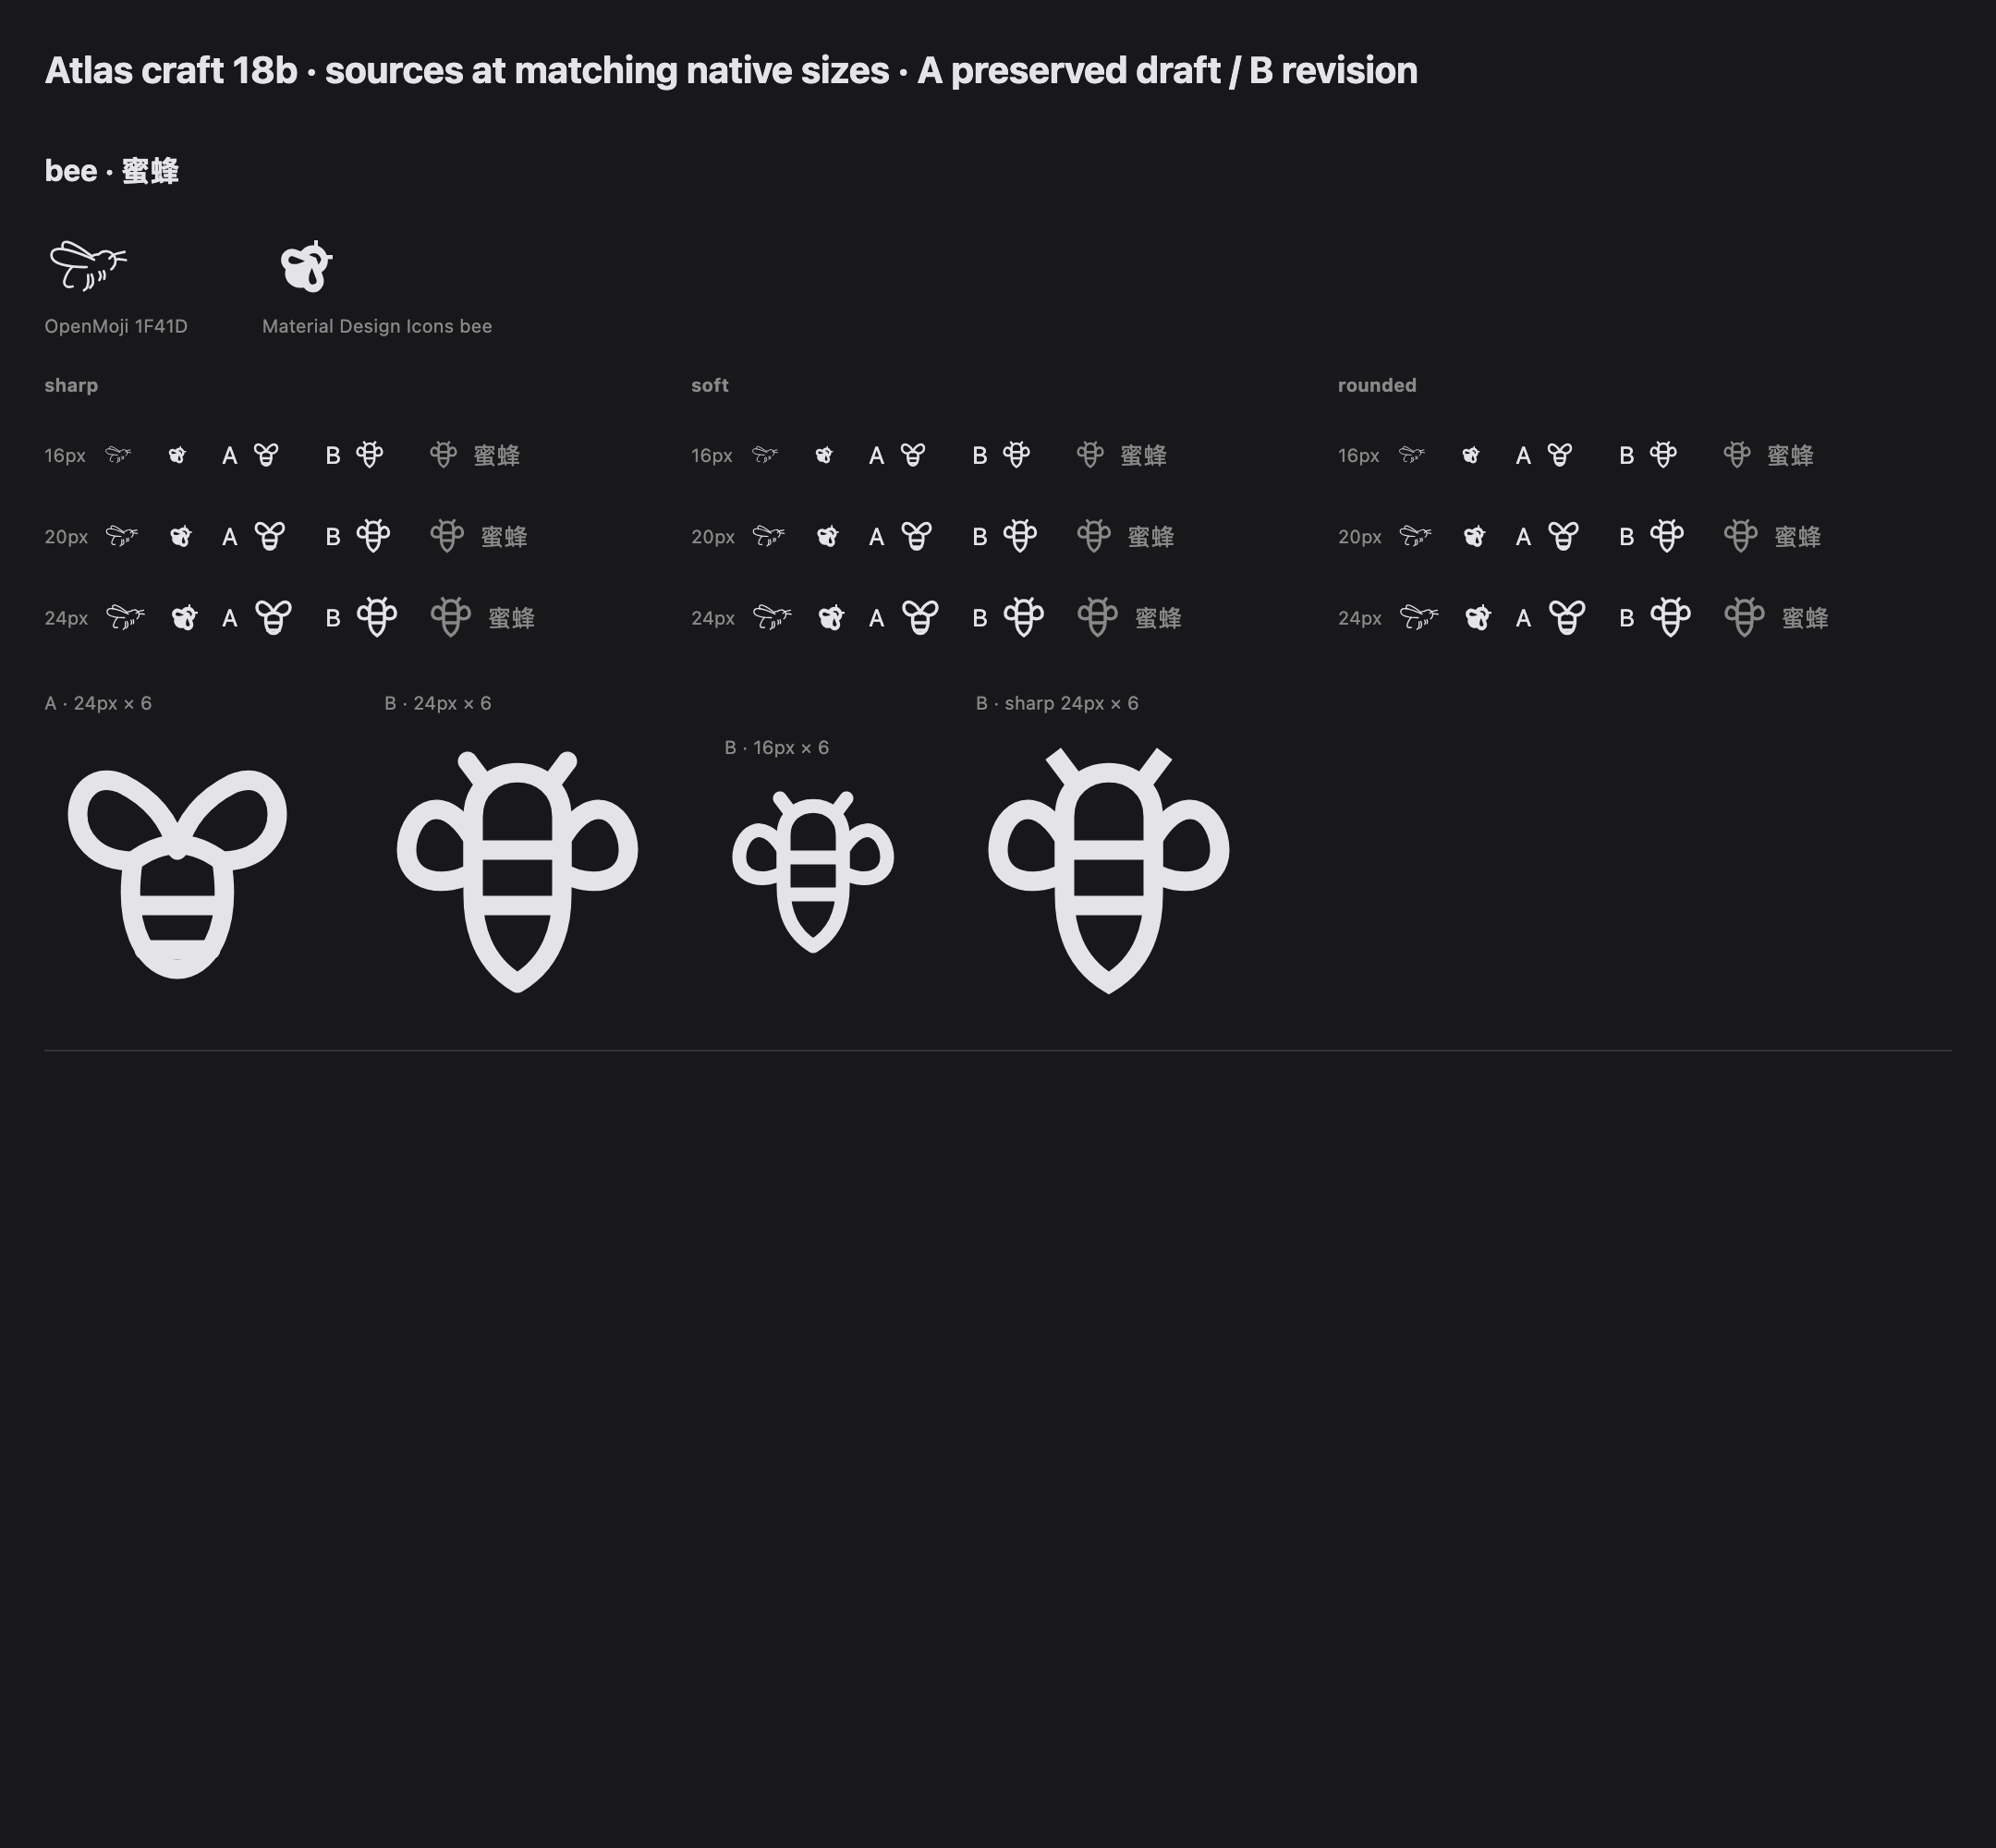 Atlas craft 18b · sources at matching native sizes · A preserved draft / B revision
bee · 蜜蜂
OpenMoji 1F41D
Material Design Icons bee
sharp
soft
rounded
16px A B 蜜蜂
16px A B 蜜蜂
16px A B 蜜蜂
20px A B 蜜蜂
20px A B 蜜蜂
20px A B 蜜蜂
24px A B 蜜蜂
24px A B 蜜蜂
24px A B 蜜蜂
A · 24px × 6
B · 24px × 6
B · 16px × 6
B · sharp 24px × 6